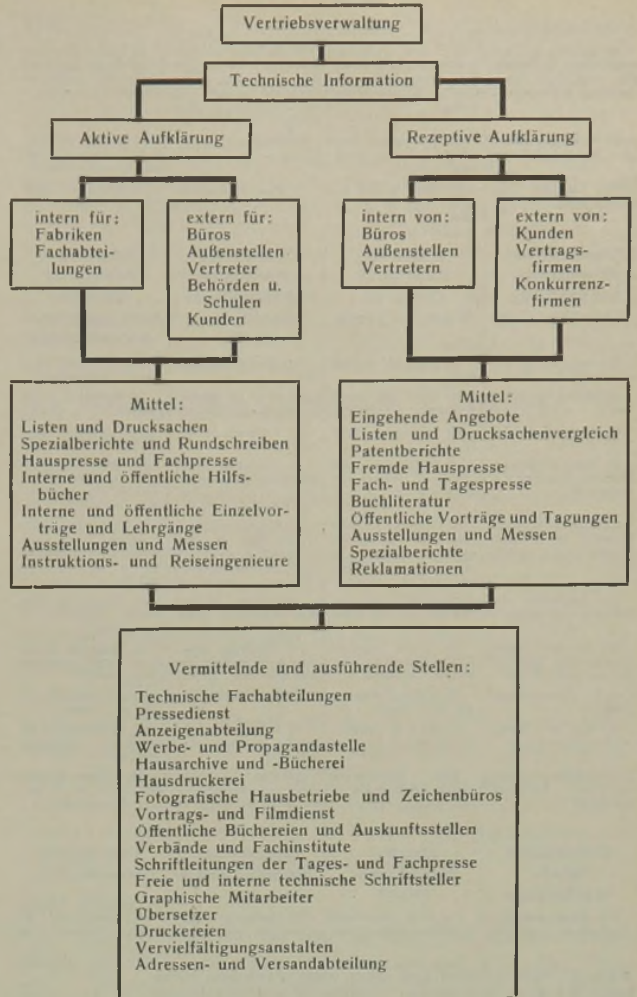 Vertriebsverwaltung
Technische Information
Aktive Aufklärung
Rezeptive Aufklärung
intern für:
Fabriken
Fachabtei-
lungen
extern für:
Büros
Außenstellen
Vertreter
Behörden u.
Schulen
Kunden
intern von:
Büros
Außenstellen
Vertretern
extern von:
Kunden
Vertrags-
firmen
Konkurrenz-
firmen
Mittel:
Listen und Drucksachen
Spezialberichte und Rundschreiben
Hauspresse und Fachpresse
Interne und öffentliche Hilfs-
bücher
Interne und öffentliche Einzelvor-
träge und Lehrgänge
Ausstellungen und Messen
Instruktions- und Reiseingenieure
Mittel:
Eingehende Angebote
Listen und Drucksachenvergleich
Patentberichte
Fremde Hauspresse
Fach- und Tagespresse
Buchliteratur
Öffentliche Vorträge und Tagungen
Ausstellungen und Messen
Spezialberichte
Reklamationen
Vermittelnde und ausführende Stellen:
Technische Fachabteilungen
Pressedienst
Anzeigenabteilung
Werbe- und Propagandastelle
Hausarchive und -Bücherei
Hausdruckerei
Fotografische Hausbetriebe und Zeichenbüros
Vortrags- und Filmdienst
Öffentliche Büchereien und Auskunftsstellen
Verbände und Fachinstitute
Schriftleitungen der Tages- und Fachpresse
Freie und interne technische Schriftsteller
Graphische Mitarbeiter
Übersetzer
Druckereien
Vervielfältigungsanstalten
Adressen- und Versandabteilung